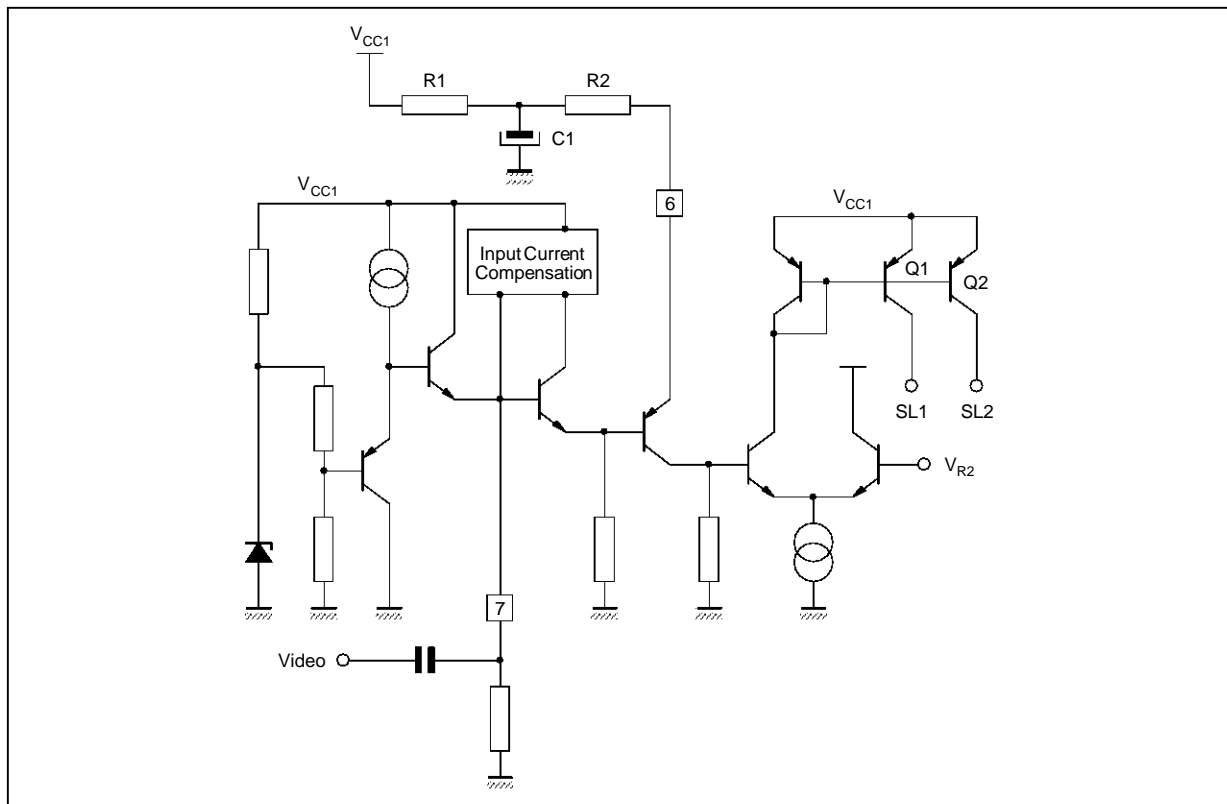 VCC1
R1
R2
C1
VCC1
6
VCC1
Input Current
Compensation
Q1
Q2
SL1
SL2
VR2
7
Video